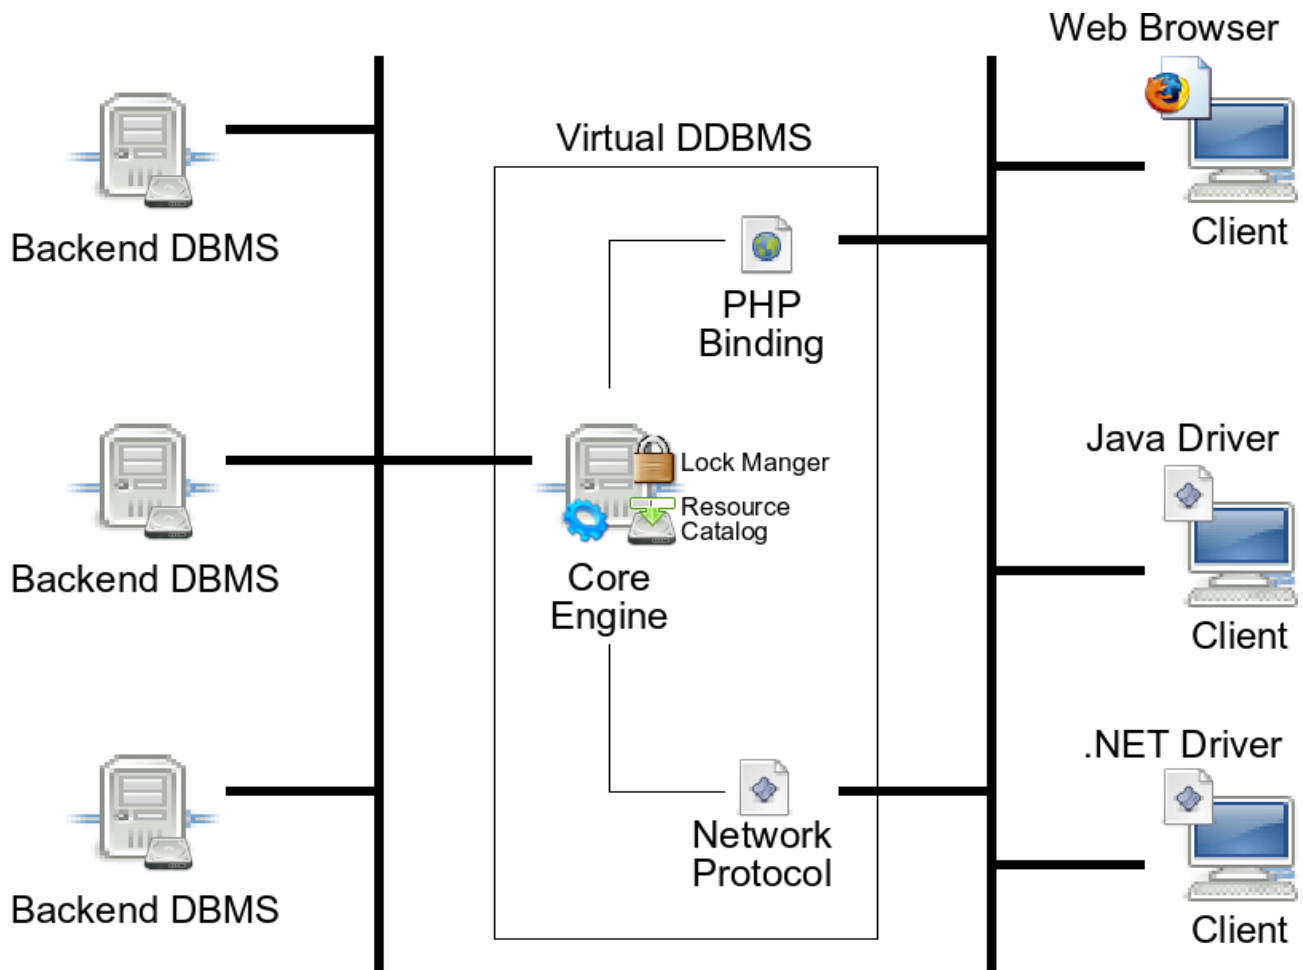 Web Browser
Virtual DDBMS
Client
Backend DBMS
PHP
Binding
Java Driver
Lock Manger
Resource
Catalog
Core
Engine
Backend DBMS
Client
.NET Driver
Network
Protocol
Backend DBMS
Client